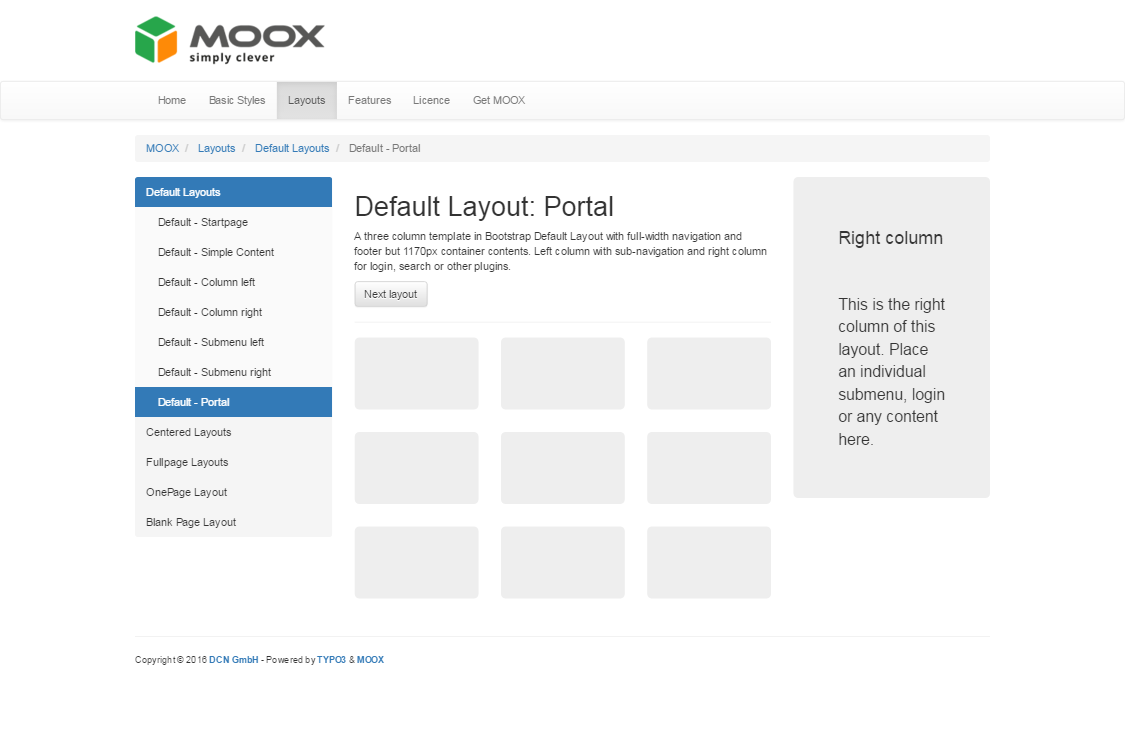 MOOX
simply clever
Home Basic Styles Layouts Features Licence Get MOOX
MOOX / Layouts / Default Layouts / Default - Portal
Default Layouts
Default - Startpage
Default - Simple Content
Default - Column left
Default - Column right
Default - Submenu left
Default - Submenu right
Default - Portal
Centered Layouts
Fullpage Layouts
OnePage Layout
Blank Page Layout
Default Layout: Portal
A three column template in Bootstrap Default Layout with full-width navigation and
footer but 1170px container contents. Left column with sub-navigation and right column
for login, search or other plugins.
Next layout
Right column
This is the right
column of this
layout. Place
an individual
submenu, login
or any content
here.
Copyright © 2016 DCN GmbH - Powered by TYPO3 & MOOX